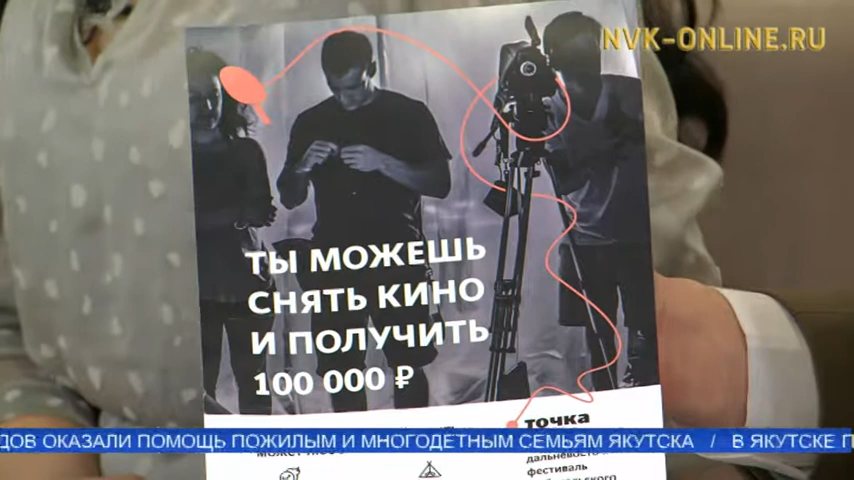 NVK-ONLINE.RU
ТЫ МОЖЕШЬ
СНЯТЬ КИНО
И ПОЛУЧИТЬ
100 000 ₽
точка
ДОВ ОКАЗАЛИ ПОМОЩЬ ПОЖИЛЫМ И МНОГОДЕТНЫМ СЕМЬЯМ ЯКУТСКА / В ЯКУТСКЕ П
фестиваль